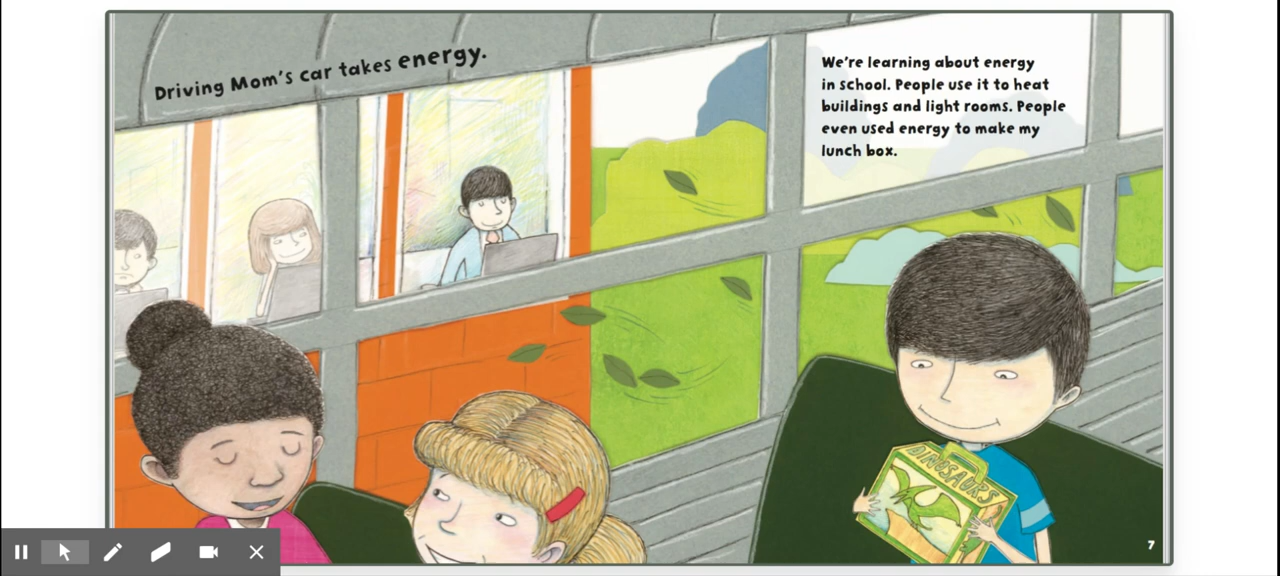 Driving Mom's car takes energy.
We're learning about energy
in school. People use it to heat
buildings and light rooms. People
even used energy to make my
lunch box.
DINOSAURS
7